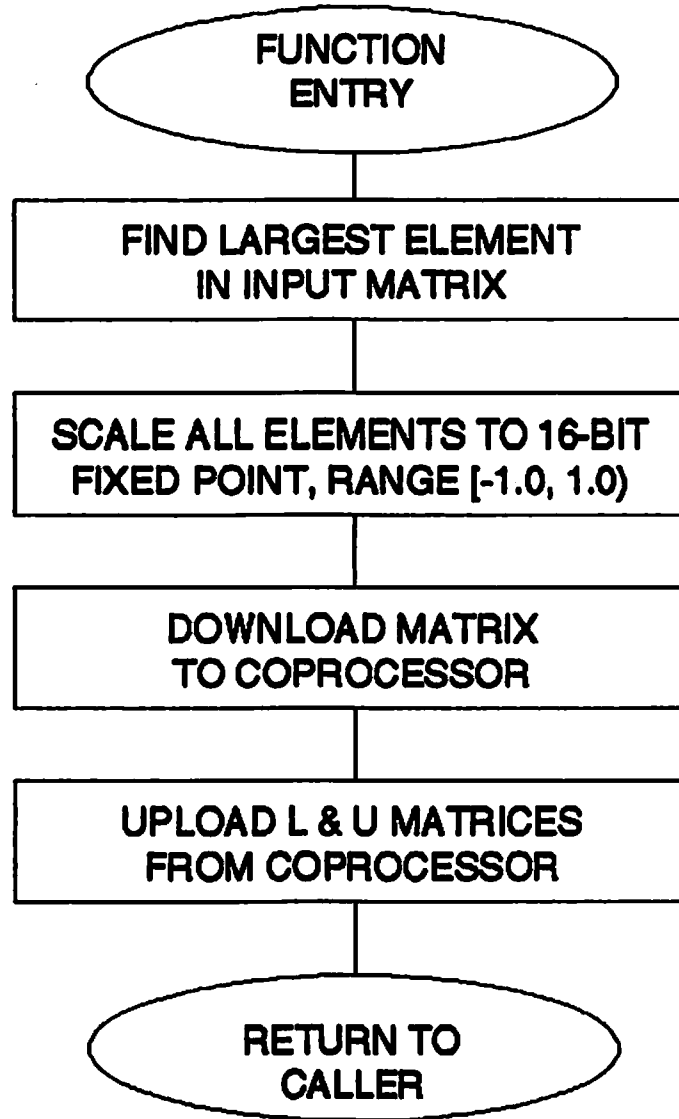 FUNCTION
ENTRY
FIND LARGEST ELEMENT
IN INPUT MATRIX
SCALE ALL ELEMENTS TO 16-BIT
FIXED POINT, RANGE [-1.0, 1.0)
DOWNLOAD MATRIX
TO COPROCESSOR
UPLOAD L & U MATRICES
FROM COPROCESSOR
RETURN TO
CALLER